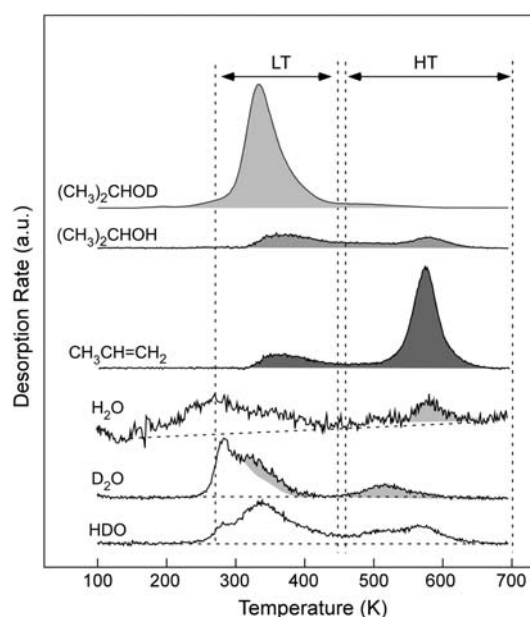 LT HT
(CH₃)₂CHOD
(CH₃)₂CHOH
CH₃CH=CH₂
H₂O
D₂O
HDO
Desorption Rate (a.u.)
100 200 300 400 500 600 700
Temperature (K)